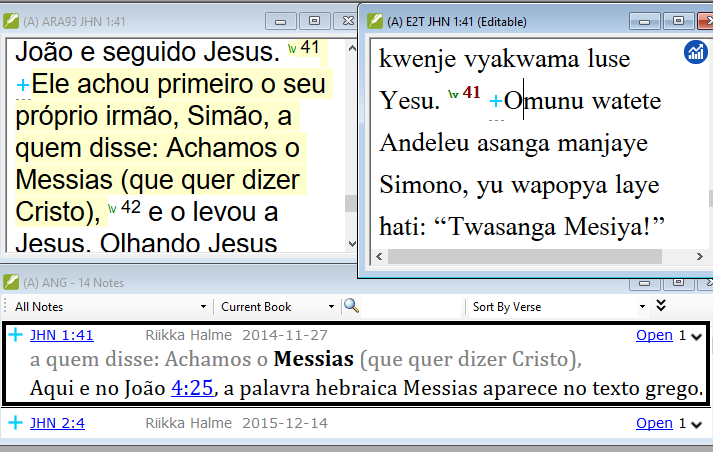 (A) ARA93 JHN 1:41
João e seguido Jesus. \v 41
+Ele achou primeiro o seu
próprio irmão, Simão, a
quem disse: Achamos o
Messias (que quer dizer
Cristo), \v 42 e o levou a
Jesus. Olhando Jesus
(A) E2T JHN 1:41 (Editable)
kwenje vyakwama luse
Yesu. \v 41 +Omunu watete
Andeleu asanga manjaye
Simono, yu wapopya laye
hati: “Twasanga Mesiya!”
(A) ANG - 14 Notes
All Notes Current Book Sort By Verse
+ JHN 1:41 Riikka Halme 2014-11-27 Open 1
a quem disse: Achamos o Messias (que quer dizer Cristo),
Aqui e no João 4:25, a palavra hebraica Messias aparece no texto grego.
+ JHN 2:4 Riikka Halme 2015-12-14 Open 1